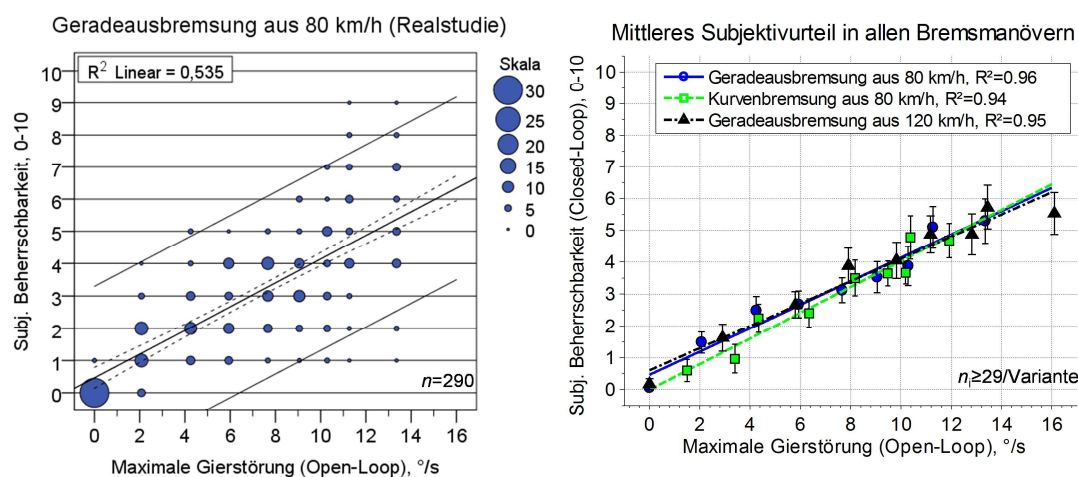 Geradeausbremsung aus 80 km/h (Realstudie)
R² Linear = 0,535
Subj. Beherrschbarkeit, 0-10
10
9
8
7
6
5
4
3
2
1
0
n=290
0 2 4 6 8 10 12 14 16
Maximale Gierstörung (Open-Loop), °/s
Skala
30
25
20
15
10
5
0
Mittleres Subjektivurteil in allen Bremsmanövern
Geradeausbremsung aus 80 km/h, R²=0.96
Kurvenbremsung aus 80 km/h, R²=0.94
Geradeausbremsung aus 120 km/h, R²=0.95
Subj. Beherrschbarkeit (Closed-Loop), 0-10
10
9
8
7
6
5
4
3
2
1
0
nᵢ≥29/Variante
0 2 4 6 8 10 12 14 16
Maximale Gierstörung (Open-Loop), °/s